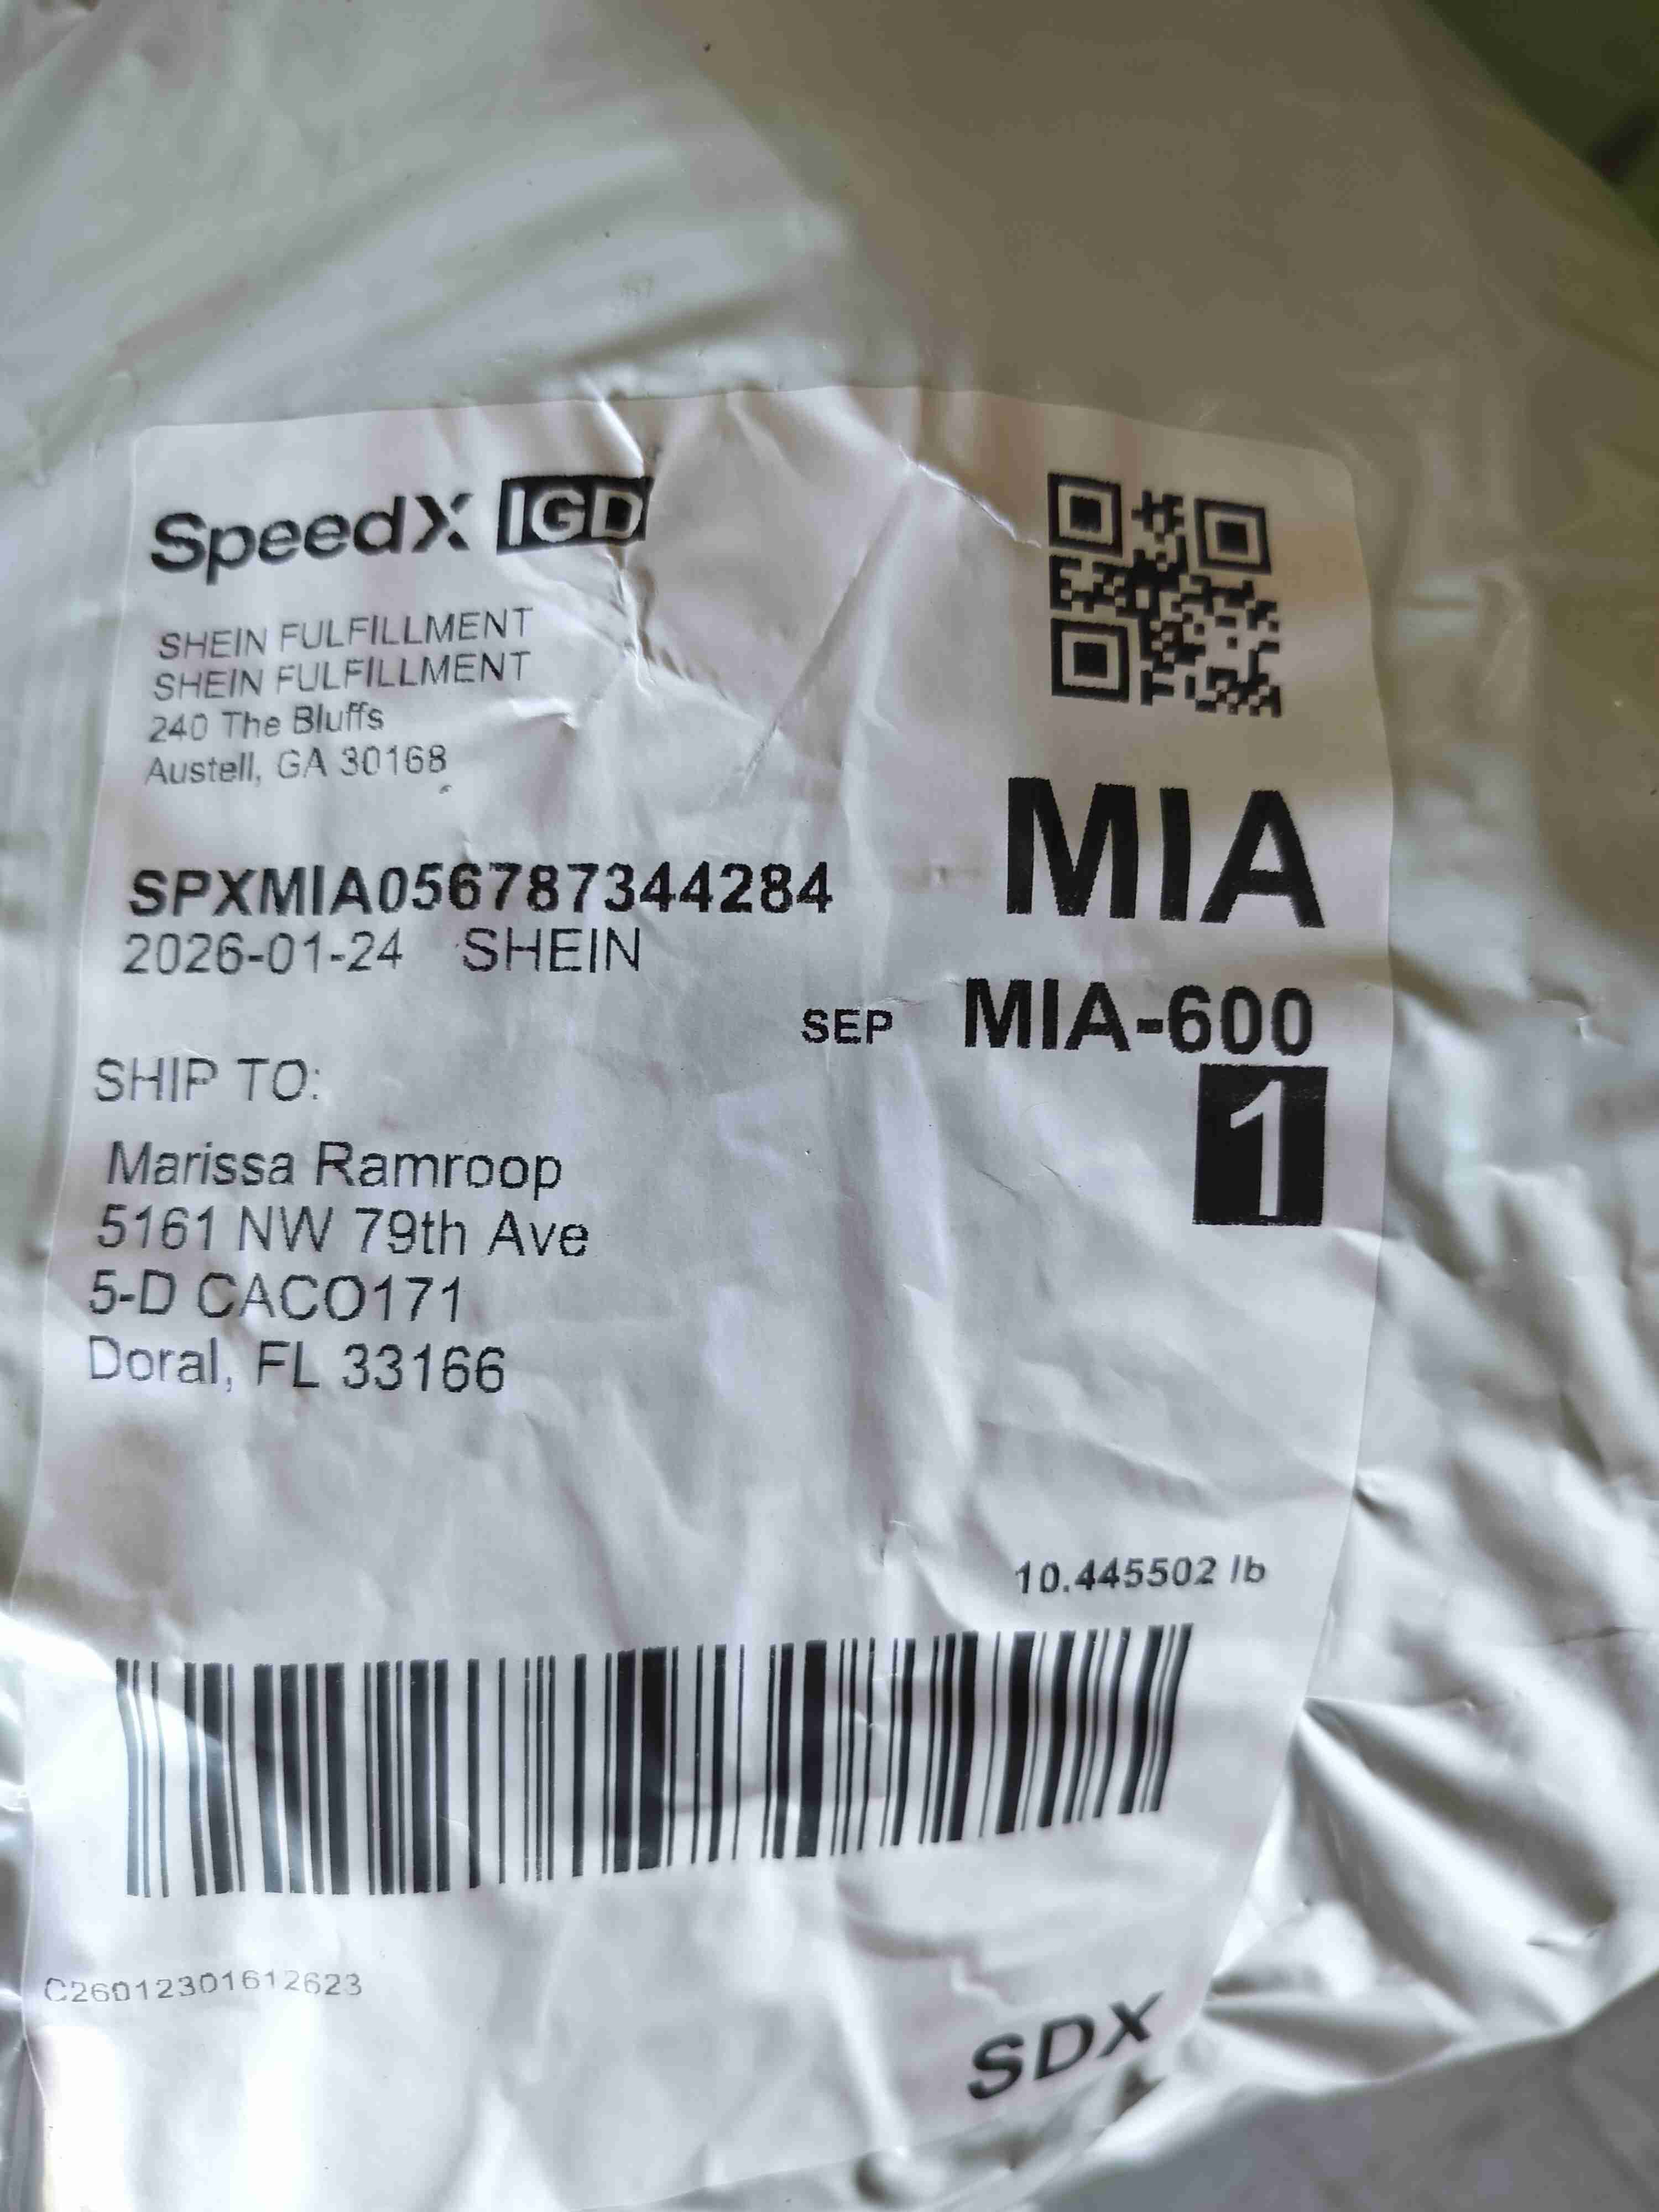 SpeedX IGD
SHEIN FULFILLMENT
SHEIN FULFILLMENT
240 The Bluffs
Austell, GA 30168
MIA
SPXMIA056787344284
2026-01-24 SHEIN
SEP MIA-600
1
SHIP TO:
Marissa Ramroop
5161 NW 79th Ave
5-D CACO171
Doral, FL 33166
10.445502 lb
C26012301612623
SDX